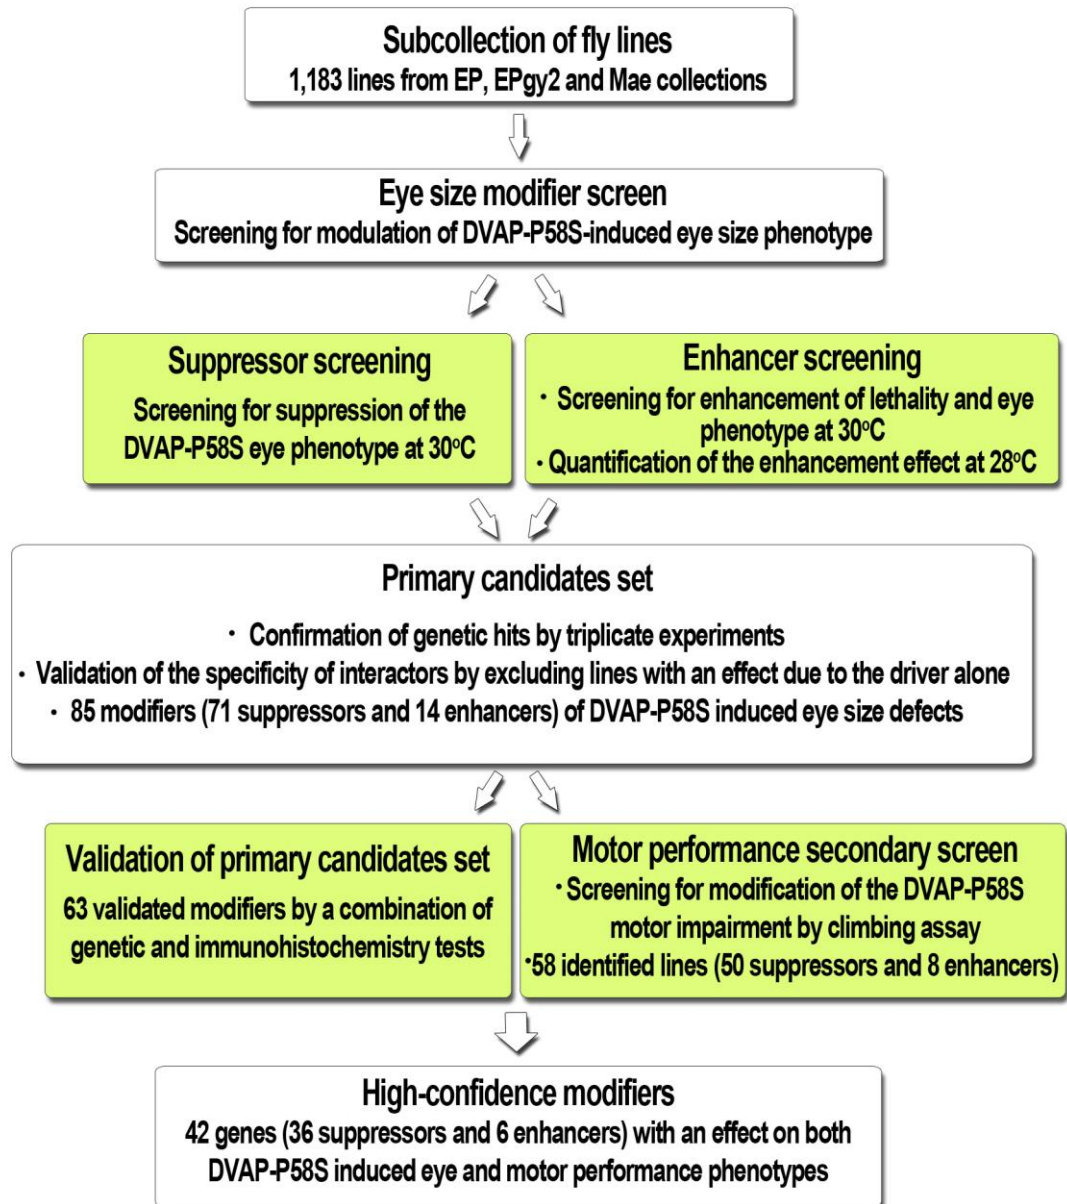 Subcollection of fly lines
1,183 lines from EP, EPgy2 and Mae collections
Eye size modifier screen
Screening for modulation of DVAP-P58S-induced eye size phenotype
Suppressor screening
Screening for suppression of the
DVAP-P58S eye phenotype at 30ºC
Enhancer screening
· Screening for enhancement of lethality and eye
phenotype at 30ºC
· Quantification of the enhancement effect at 28ºC
Primary candidates set
· Confirmation of genetic hits by triplicate experiments
· Validation of the specificity of interactors by excluding lines with an effect due to the driver alone
· 85 modifiers (71 suppressors and 14 enhancers) of DVAP-P58S induced eye size defects
Validation of primary candidates set
63 validated modifiers by a combination of
genetic and immunohistochemistry tests
Motor performance secondary screen
·Screening for modification of the DVAP-P58S
motor impairment by climbing assay
·58 identified lines (50 suppressors and 8 enhancers)
High-confidence modifiers
42 genes (36 suppressors and 6 enhancers) with an effect on both
DVAP-P58S induced eye and motor performance phenotypes